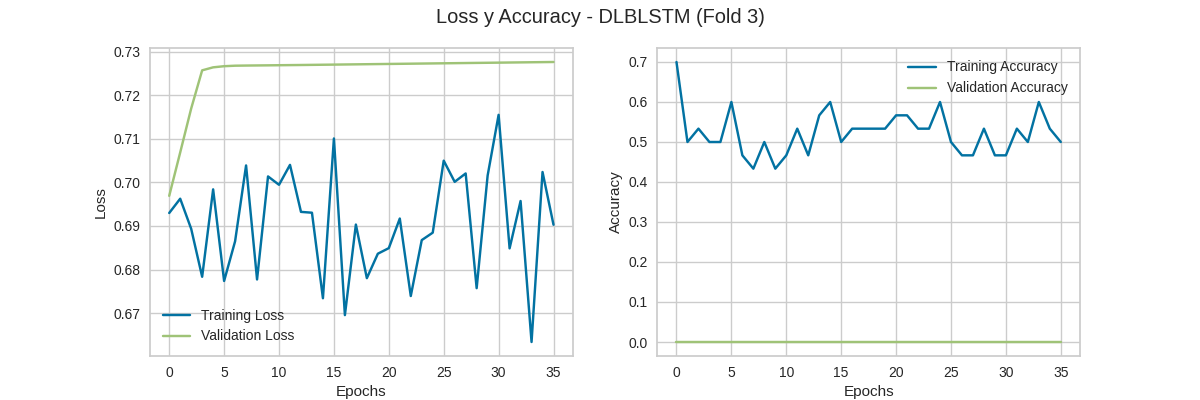 Loss y Accuracy - DLBLSTM (Fold 3)
0.73
0.72
0.71
0.70
0.69
0.68
0.67
Loss
Training Loss
Validation Loss
0 5 10 15 20 25 30 35
Epochs
0.7
0.6
0.5
0.4
0.3
0.2
0.1
0.0
Accuracy
Training Accuracy
Validation Accuracy
0 5 10 15 20 25 30 35
Epochs